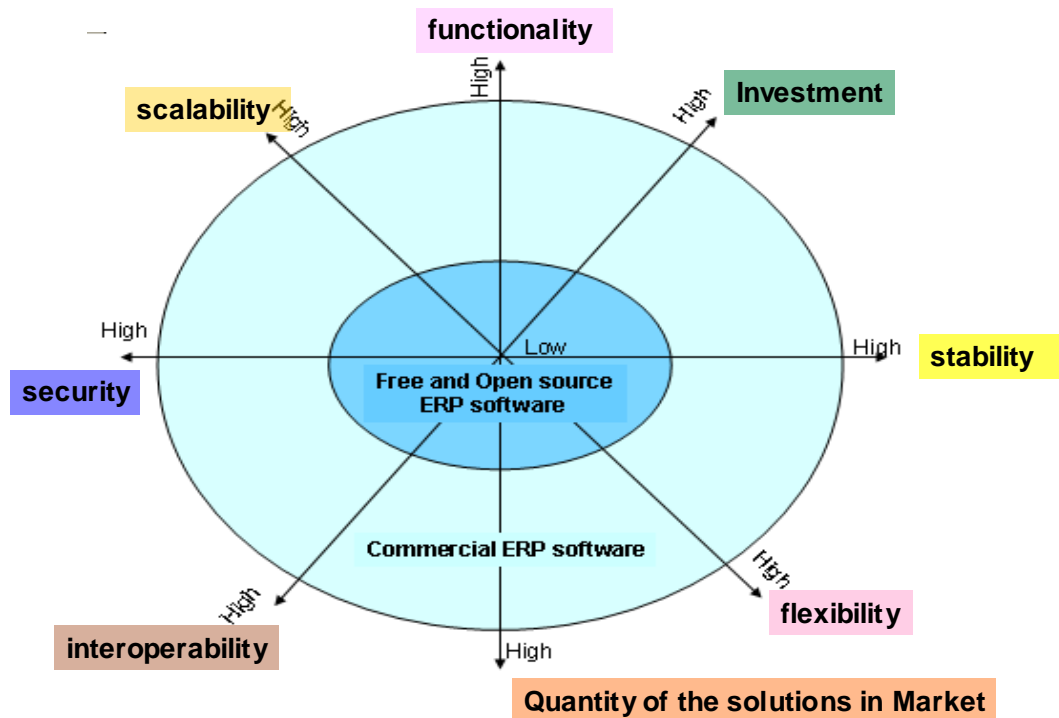 functionality
High
Investment
High
scalability
High
High
Low
High
stability
security
Free and Open source
ERP software
Commercial ERP software
High
flexibility
High
interoperability
High
Quantity of the solutions in Market